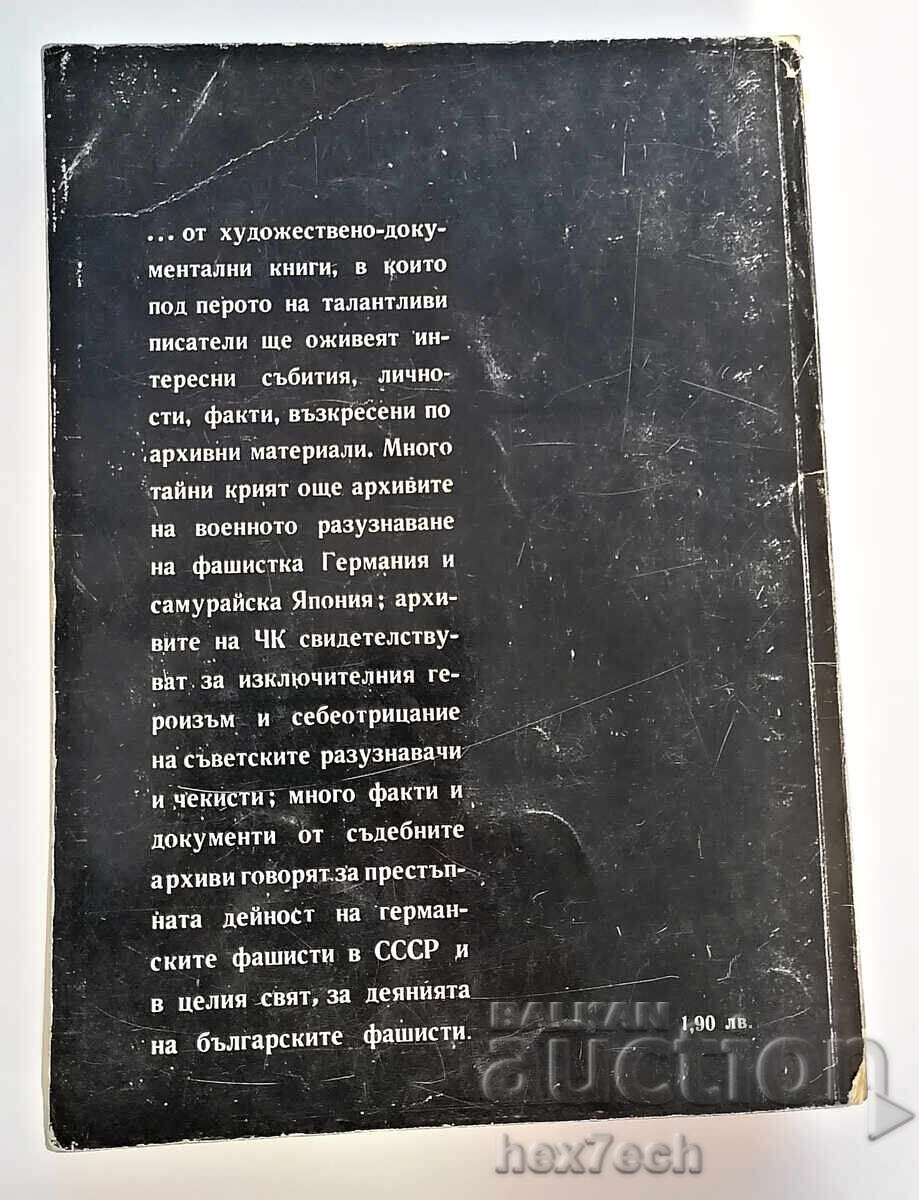 ... от художествено-доку-
ментални книги, в които
под перото на талантливи
писатели ще оживеят ин-
тересни събития, лично-
сти, факти, възкресени по
архивни материали. Много
тайни крият още архивите
на военното разузнаване
на фашистка Германия и
самурайска Япония; архи-
вите на ЧК свидетелству-
ват за изключителния ге-
роизъм и себеотрицание
на съветските разузнавачи
и чекисти; много факти и
документи от съдебните
архиви говорят за престъп-
ната дейност на герман-
ските фашисти в СССР и
в целия свят, за деянията
на българските фашисти.
1,90 лв.
BALKAN
auction
hex7ech